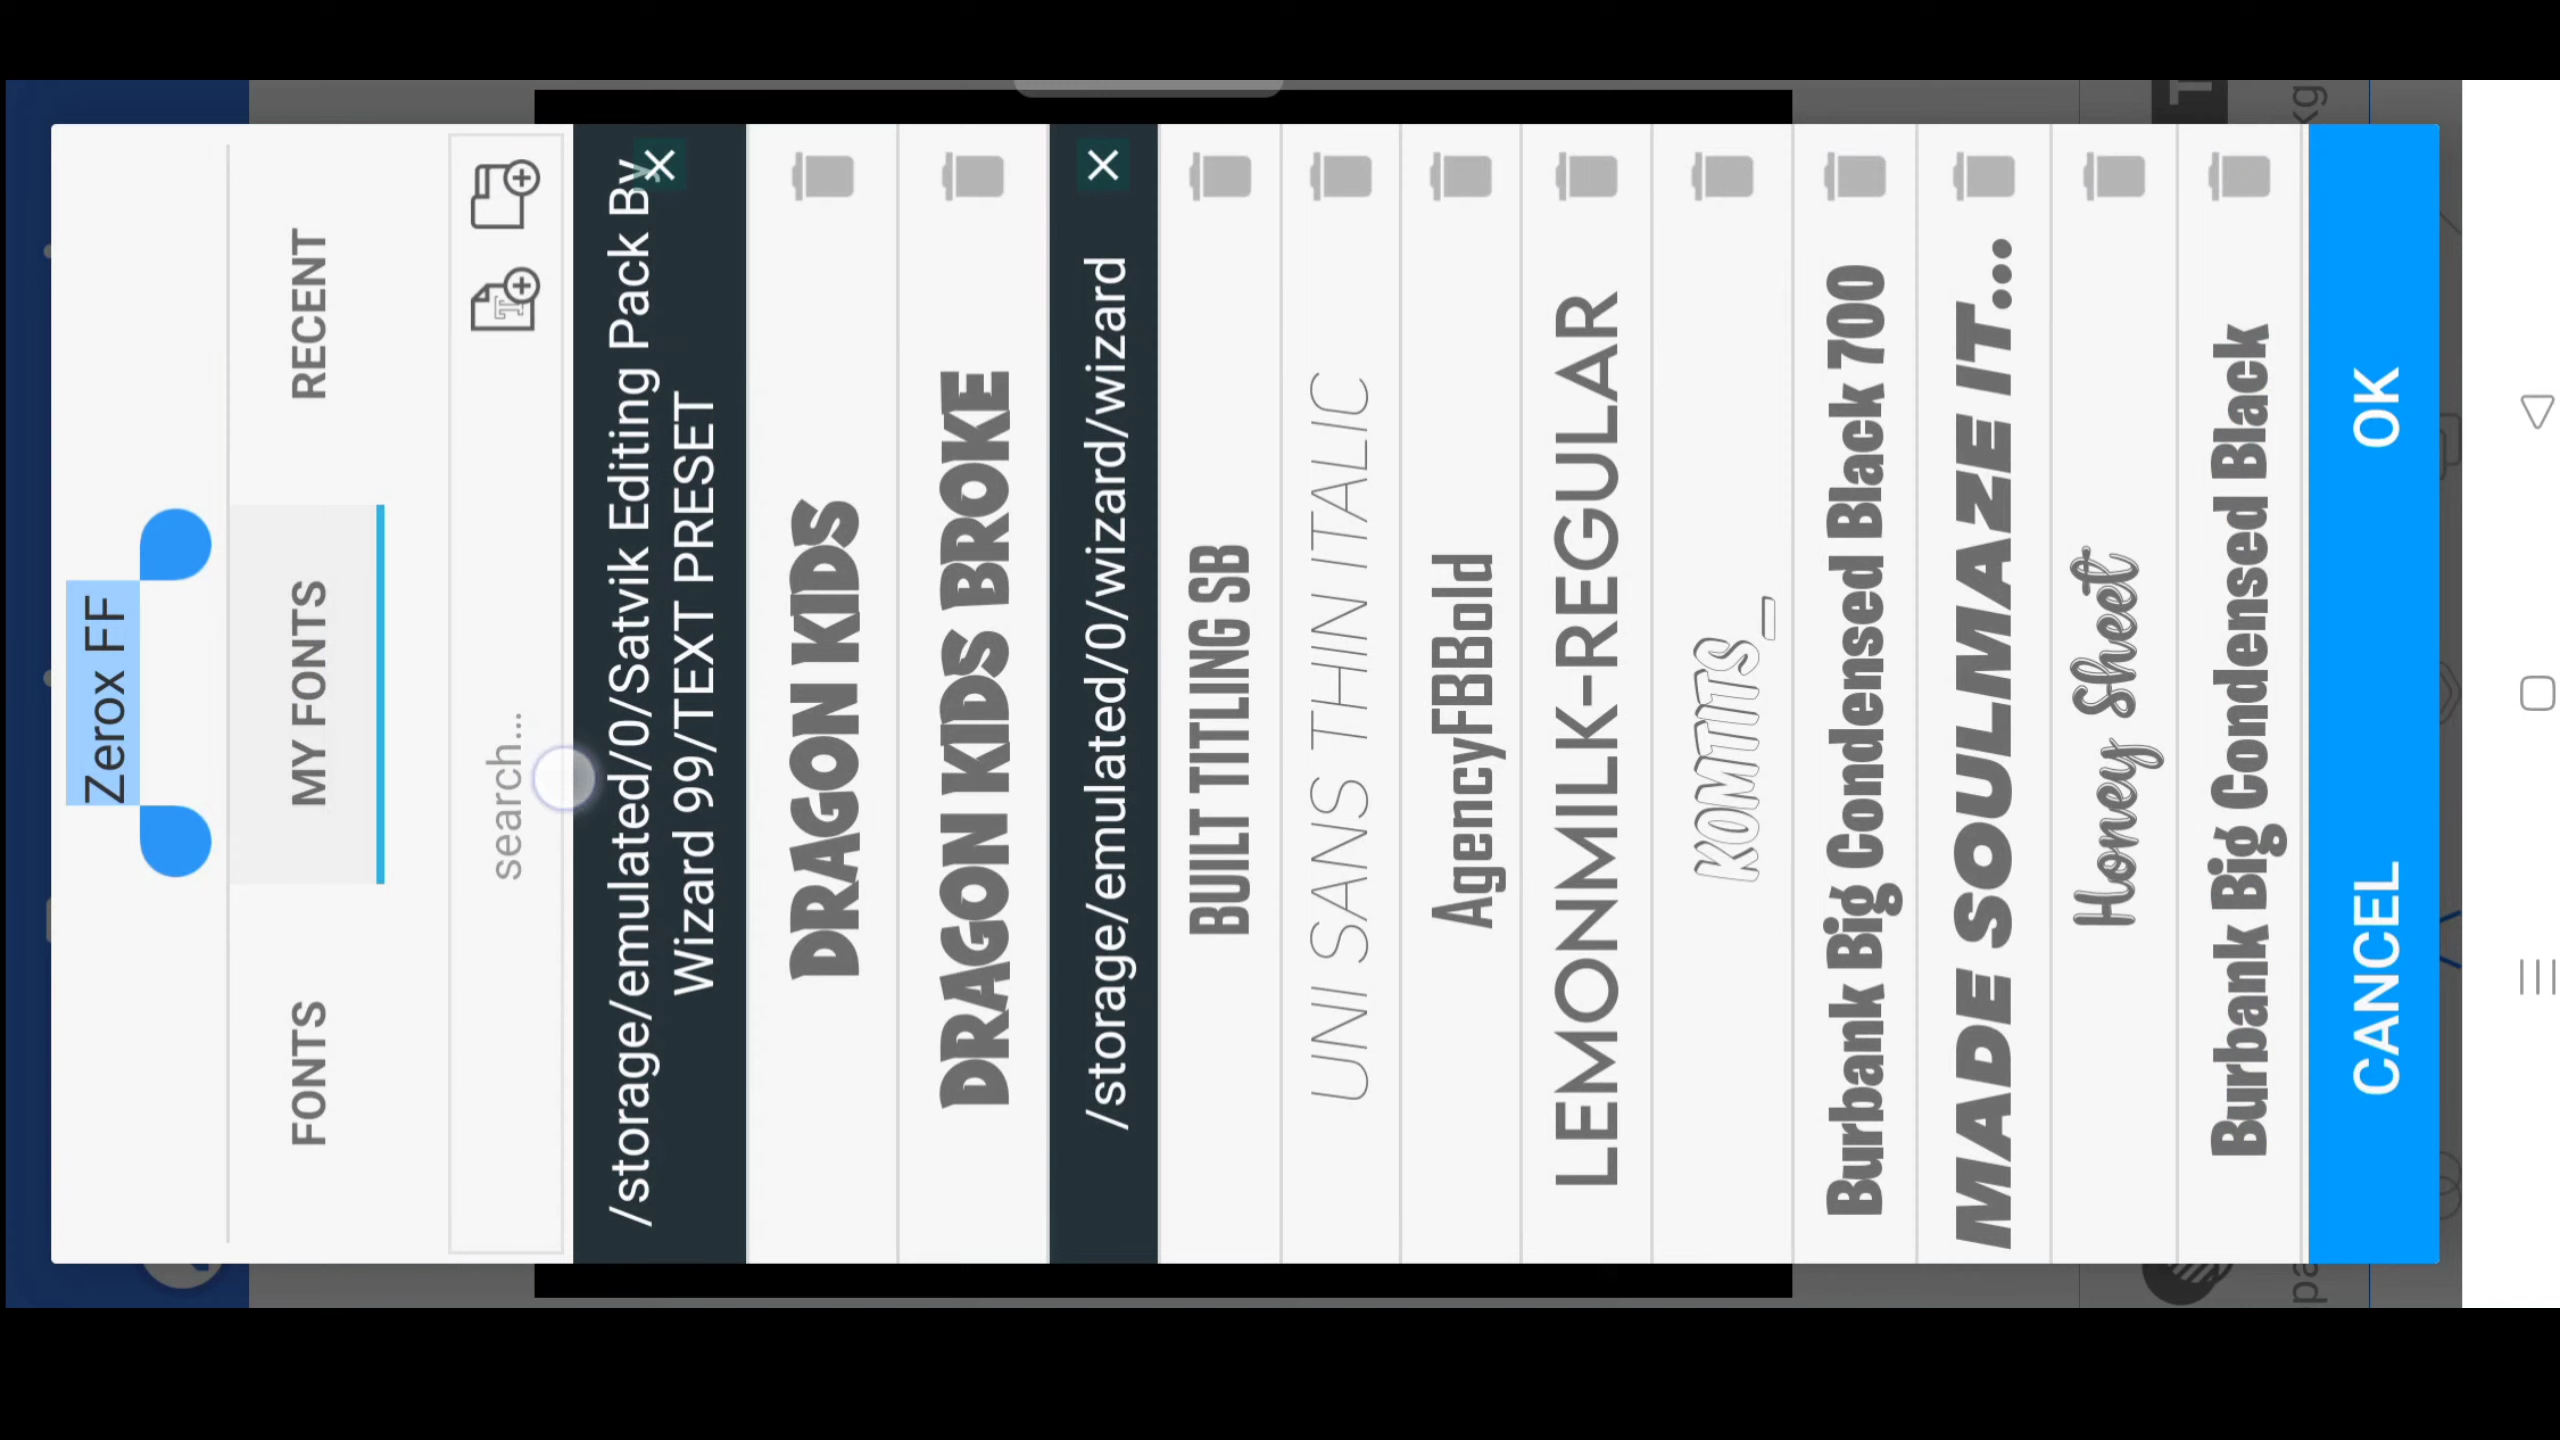 Zerox FF
FONTS
MY FONTS
RECENT
search...
/storage/emulated/0/Satvik Editing Pack By
Wizard 99/TEXT PRESET
DRAGON KIDS
DRAGON KIDS BROKE
/storage/emulated/0/wizard/wizard
BUILT TITLING SB
UNI SANS THIN ITALIC
AgencyFBBold
LEMONMILK-REGULAR
KOMTITS_
Burbank Big Condensed Black 700
MADE SOULMAZE IT...
Honey Sheet
Burbank Big Condensed Black
CANCEL
OK